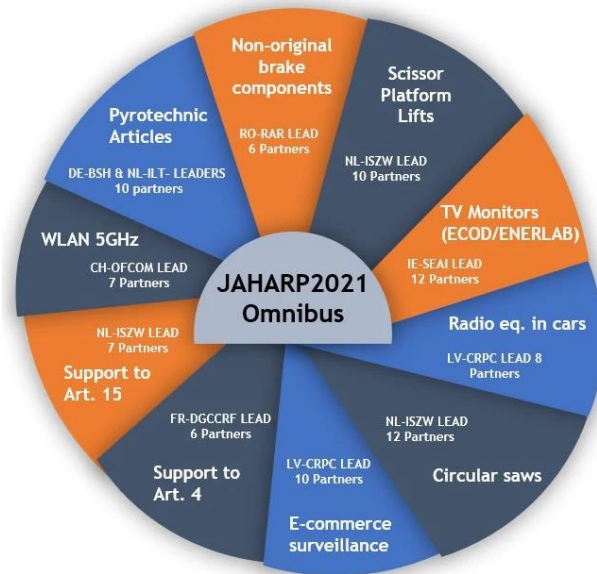 Non-original
brake
components
RO-RAR LEAD
6 Partners
Scissor
Platform
Lifts
NL-ISZW LEAD
10 Partners
TV Monitors
(ECOD/ENERLAB)
IE-SEAI LEAD
12 Partners
Radio eq. in cars
LV-CRPC LEAD 8
Partners
NL-ISZW LEAD
12 Partners
Circular saws
LV-CRPC LEAD
10 Partners
E-commerce
surveillance
FR-DGCCRF LEAD
6 Partners
Support to
Art. 4
NL-ISZW LEAD
7 Partners
Support to
Art. 15
WLAN 5GHz
CH-OFCOM LEAD
7 Partners
Pyrotechnic
Articles
DE-BSH & NL-ILT- LEADERS
10 partners
JAHARP2021
Omnibus